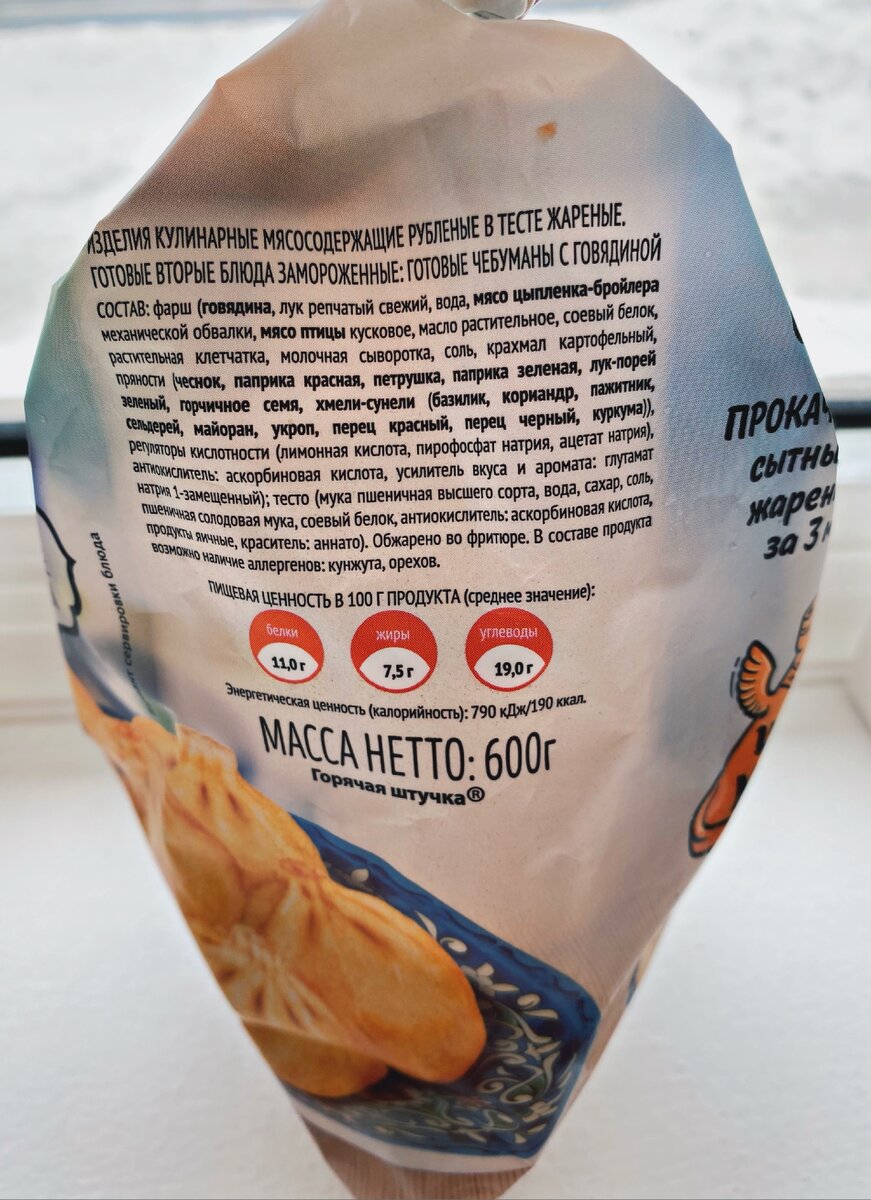 ИЗДЕЛИЯ КУЛИНАРНЫЕ МЯСОСОДЕРЖАЩИЕ РУБЛЕНЫЕ В ТЕСТЕ ЖАРЕНЫЕ.
ГОТОВЫЕ ВТОРЫЕ БЛЮДА ЗАМОРОЖЕННЫЕ: ГОТОВЫЕ ЧЕБУМАНЫ С ГОВЯДИНОЙ
СОСТАВ: фарш (говядина, лук репчатый свежий, вода, мясо цыпленка-бройлера
механической обвалки, мясо птицы кусковое, масло растительное, соевый белок,
растительная клетчатка, молочная сыворотка, соль, крахмал картофельный,
пряности (чеснок, паприка красная, петрушка, паприка зеленая, лук-порей
зеленый, горчичное семя, хмели-сунели (базилик, кориандр, пажитник,
сельдерей, майоран, укроп, перец красный, перец черный, куркума)),
регуляторы кислотности (лимонная кислота, пирофосфат натрия, ацетат натрия),
антиокислитель: аскорбиновая кислота, усилитель вкуса и аромата: глутамат
натрия 1-замещенный); тесто (мука пшеничная высшего сорта, вода, сахар, соль,
пшеничная солодовая мука, соевый белок, антиокислитель: аскорбиновая кислота,
продукты яичные, краситель: аннато). Обжарено во фритюре. В составе продукта
возможно наличие аллергенов: кунжута, орехов.
ПИЩЕВАЯ ЦЕННОСТЬ В 100 Г ПРОДУКТА (среднее значение):
белки жиры углеводы
11,0 г 7,5 г 19,0 г
Энергетическая ценность (калорийность): 790 кДж/190 ккал.
МАССА НЕТТО: 600г
Горячая штучка®
сервировки блюда
ПРОКАЧ
сытны
жарен
за 3